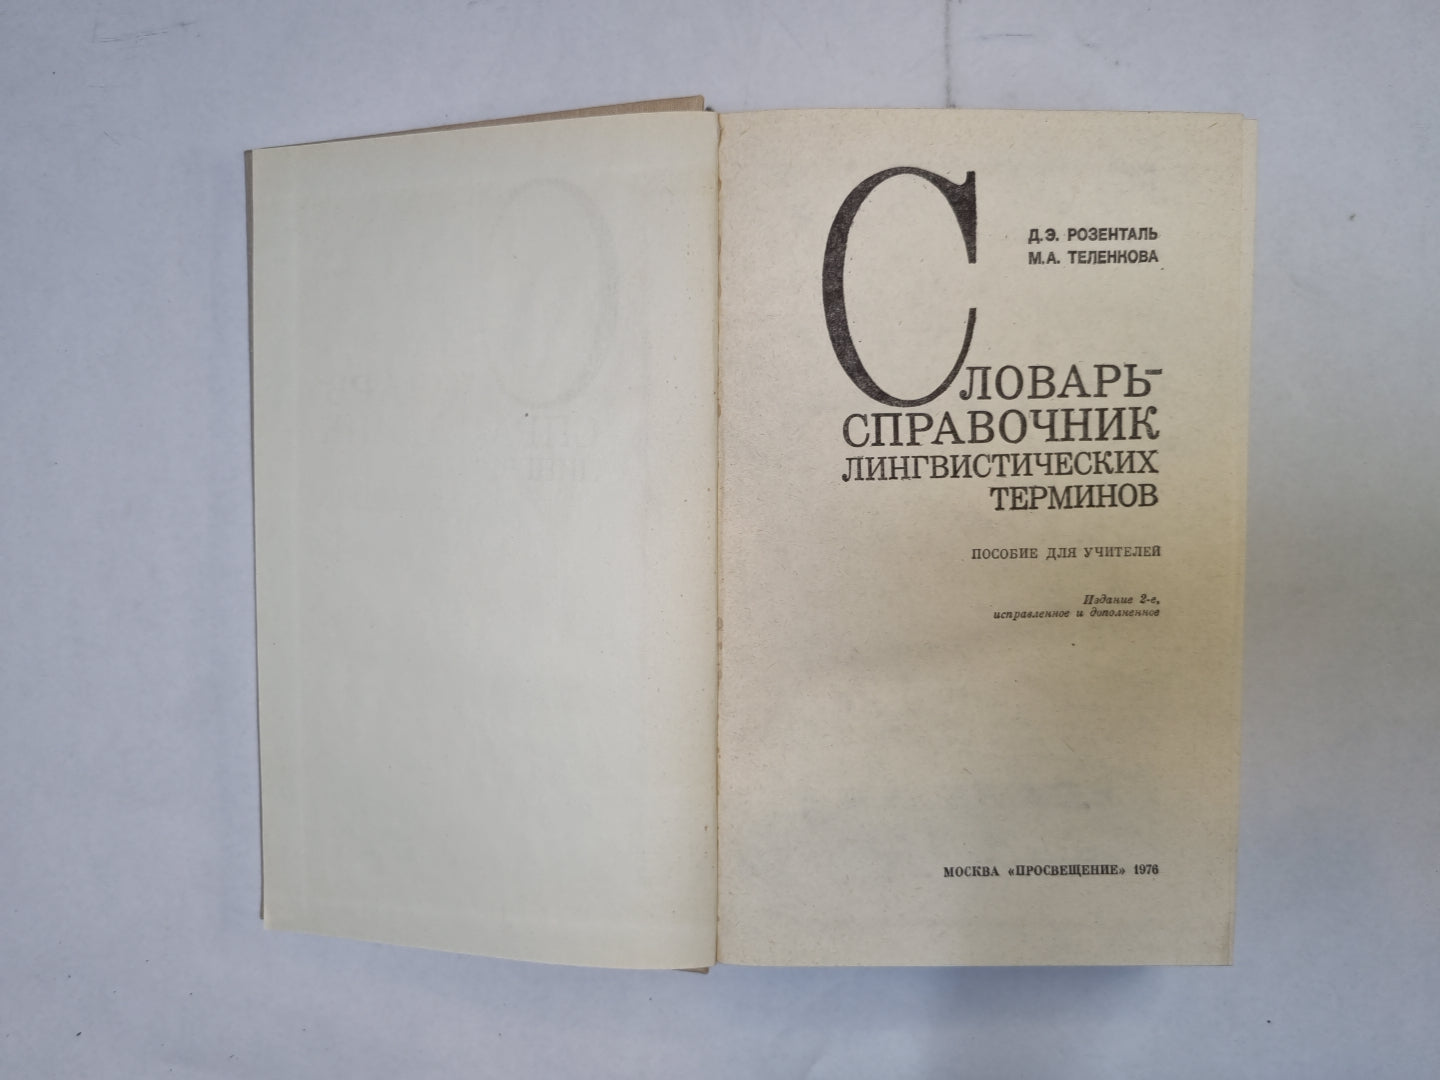 Д.Э. РОЗЕНТАЛЬ
М.А. ТЕЛЕНКОВА
СЛОВАРЬ-
СПРАВОЧНИК
ЛИНГВИСТИЧЕСКИХ
ТЕРМИНОВ
ПОСОБИЕ ДЛЯ УЧИТЕЛЕЙ
Издание 2-е,
исправленное и дополненное
МОСКВА «ПРОСВЕЩЕНИЕ» 1976